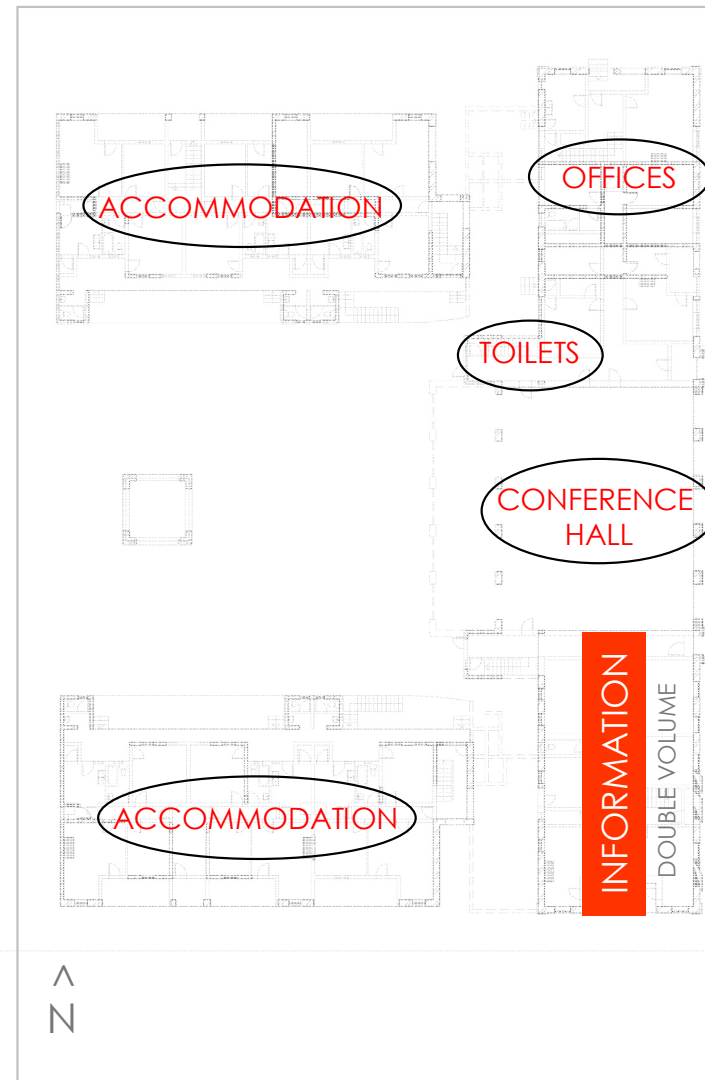 OFFICES
ACCOMMODATION
TOILETS
CONFERENCE
HALL
INFORMATION
DOUBLE VOLUME
ACCOMMODATION
^
N